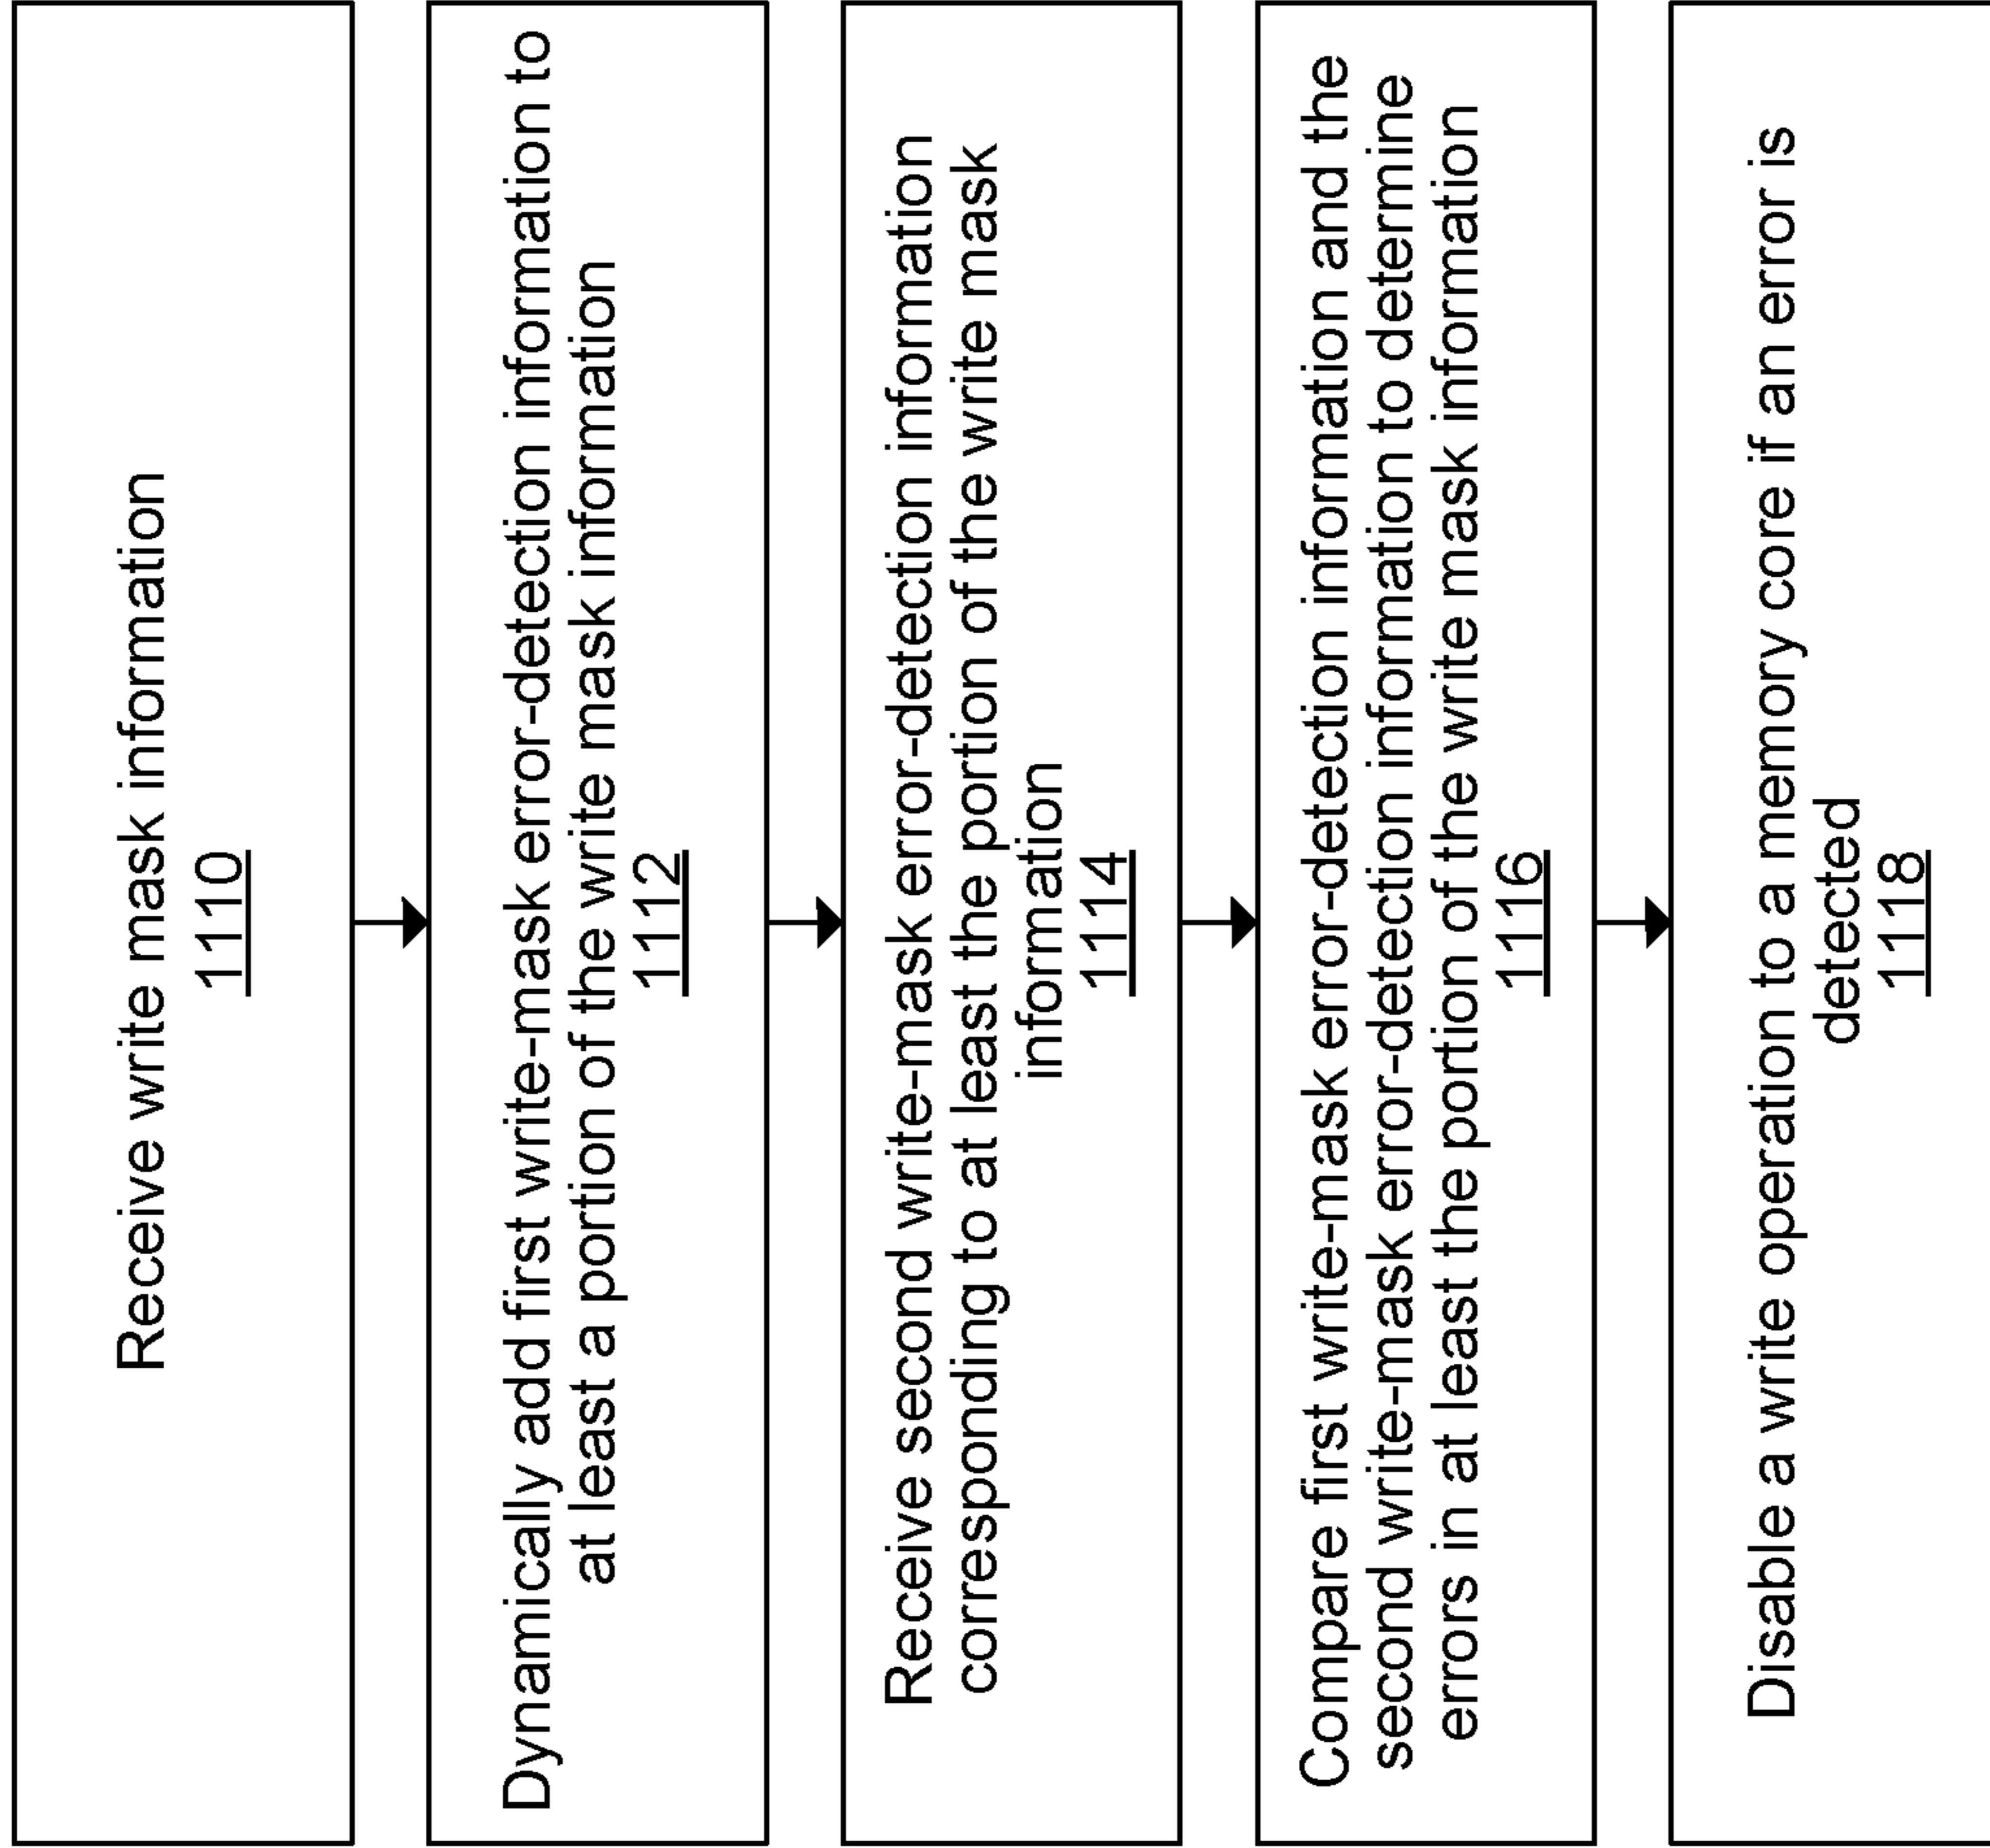 Receive write mask information
1110
Dynamically add first write-mask error-detection information to
at least a portion of the write mask information
1112
Receive second write-mask error-detection information
corresponding to at least the portion of the write mask
information
1114
Compare first write-mask error-detection information and the
second write-mask error-detection information to determine
errors in at least the portion of the write mask information
1116
Disable a write operation to a memory core if an error is
detected
1118